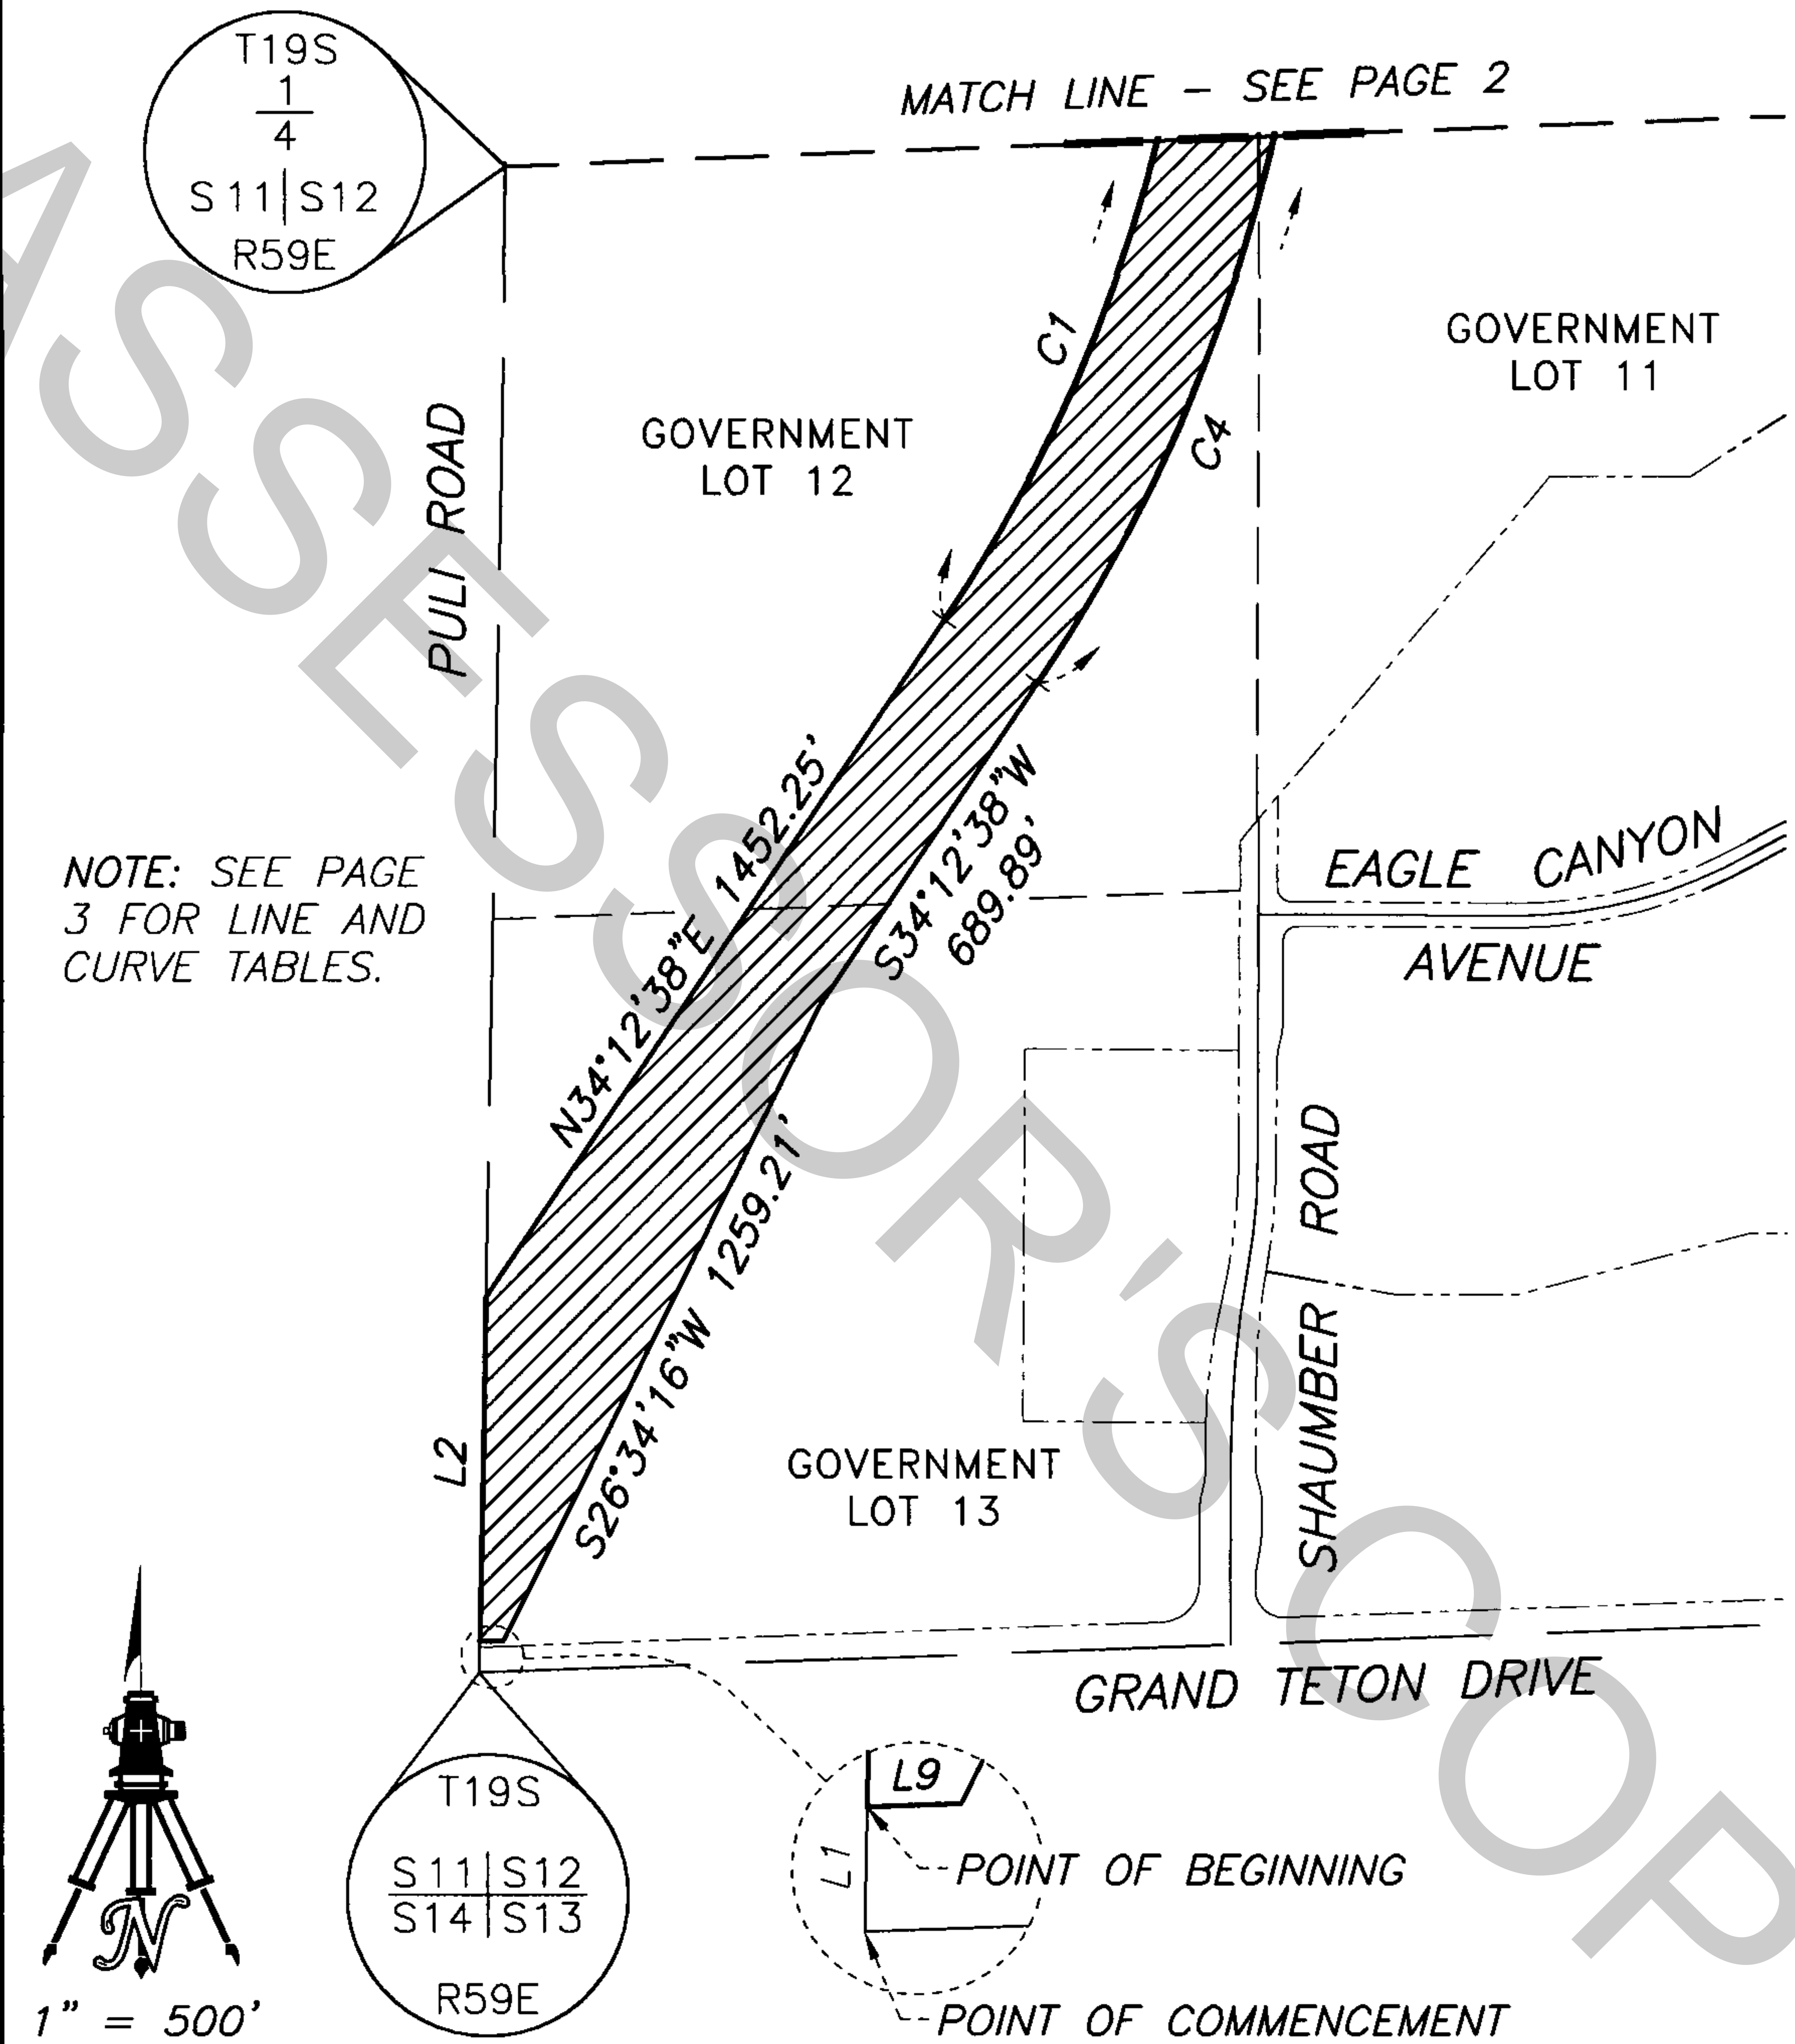 T19S
1
4
S11|S12
R59E
MATCH LINE - SEE PAGE 2
GOVERNMENT
LOT 11
C1
C4
GOVERNMENT
LOT 12
PULI ROAD
N34°12'38"E 1452.25'
S34°12'38"W
689.89'
EAGLE CANYON
AVENUE
NOTE: SEE PAGE
3 FOR LINE AND
CURVE TABLES.
S26°34'16"W 1259.21'
SHAUMBER ROAD
L2
GOVERNMENT
LOT 13
GRAND TETON DRIVE
T19S
S11|S12
S14|S13
R59E
L9
L1
POINT OF BEGINNING
POINT OF COMMENCEMENT
N
1" = 500'
ASSESSOR'S COP